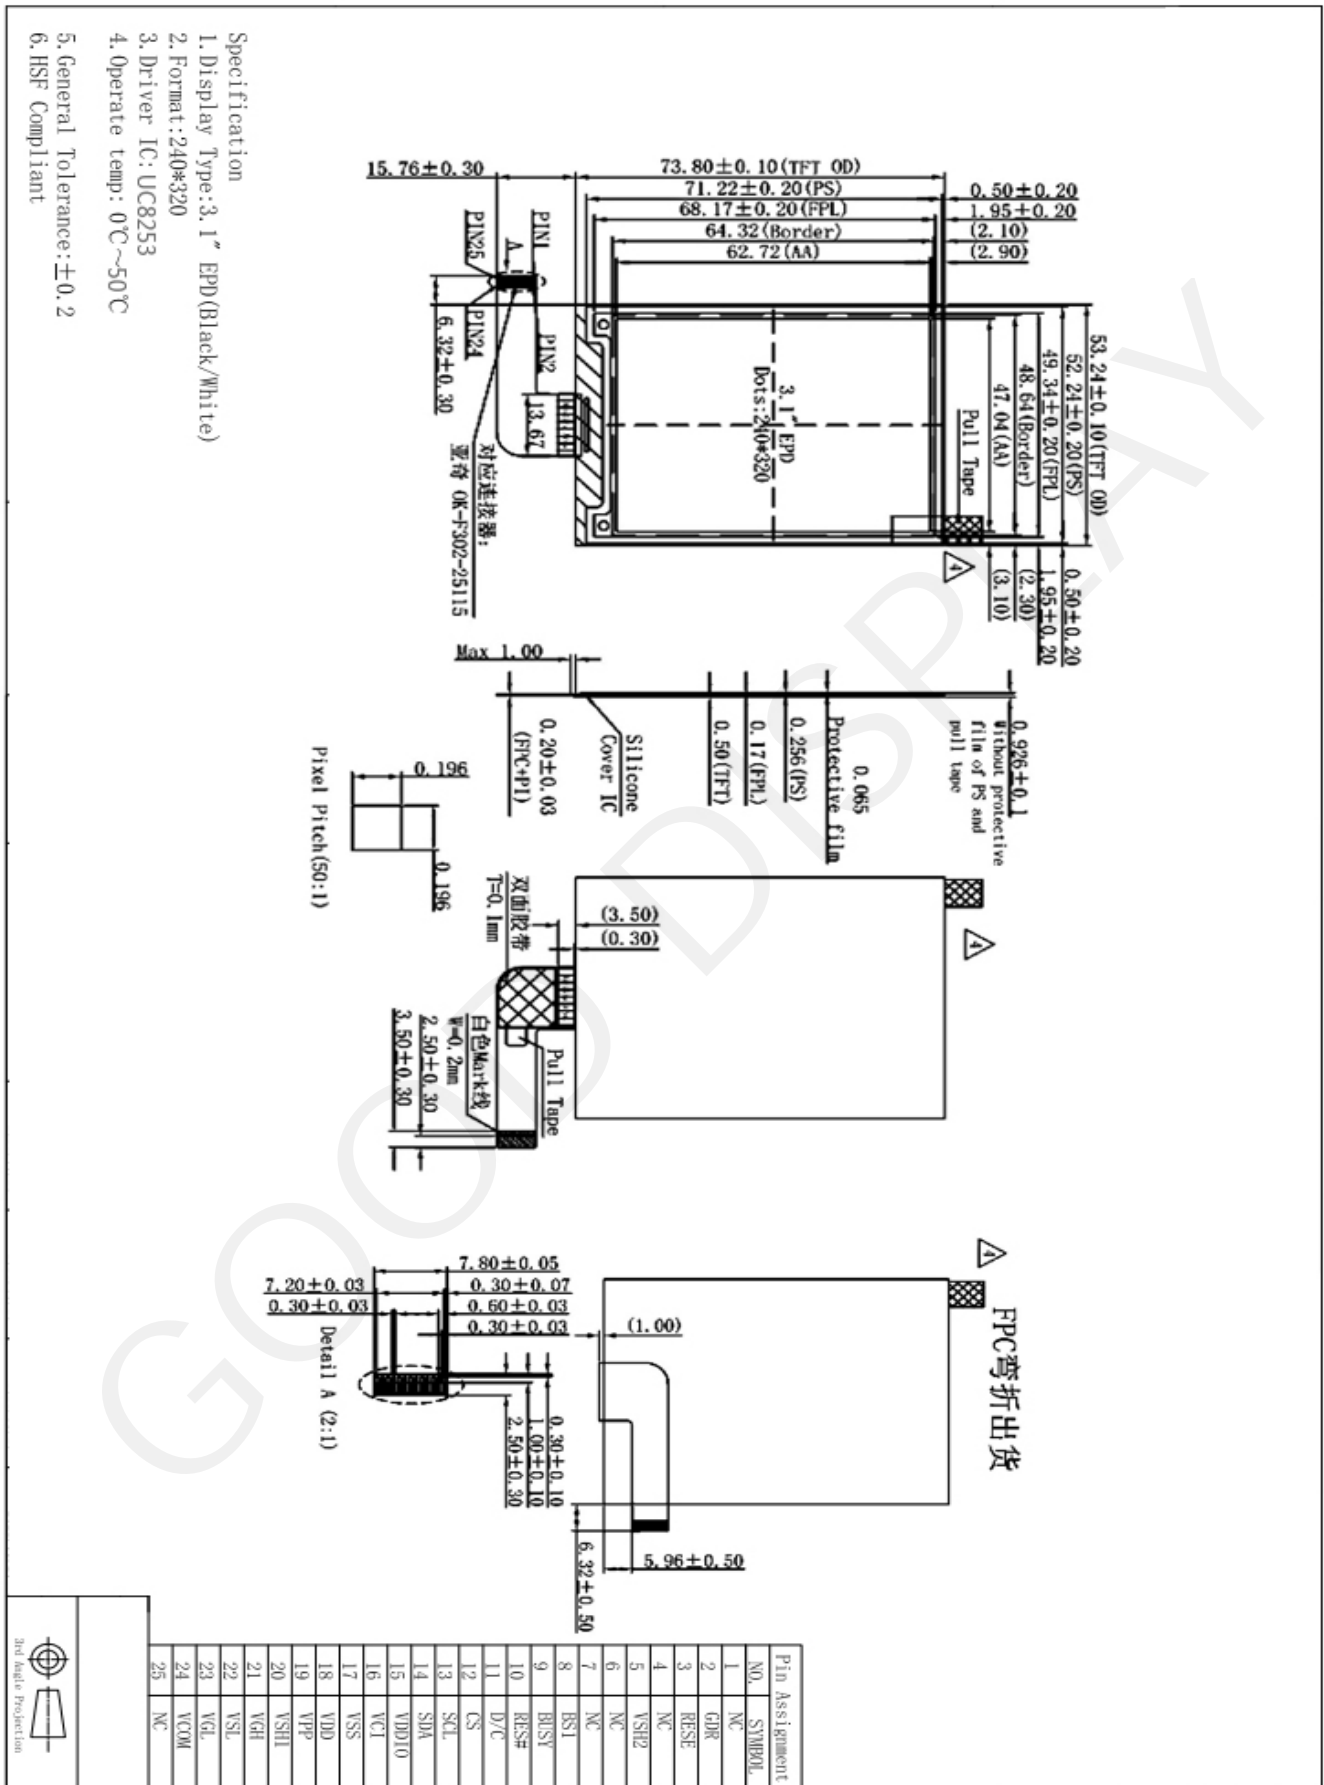 Specification
1. Display Type:3.1″ EPD(Black/White)
2. Format:240*320
3. Driver IC: UC8253
4. Operate temp: 0℃~50℃
5. General Tolerance:±0.2
6. HSF Compliant
53.24±0.10(TFT OD)
52.24±0.20(PS)
49.34±0.20(FPL)
48.64(Border)
47.04(AA)
Pull Tape
0.50±0.20
1.95±0.20
(2.30)
(3.10)
4
15.76±0.30
73.80±0.10(TFT OD)
71.22±0.20(PS)
68.17±0.20(FPL)
64.32(Border)
62.72(AA)
0.50±0.20
1.95±0.20
(2.10)
(2.90)
3.1″ EPD
Dots:240*320
PIN1
A
PIN25
PIN2
PIN24
6.32±0.30
13.67
对应连接器:
亚奇 OK-F302-25115
0.926±0.1
Without protective
film of PS and
pull tape
0.065
Protective film
0.256(PS)
0.17(FPL)
0.50(TFT)
Silicone
Cover IC
0.20±0.03
(FPC+PI)
Max 1.00
0.196
0.196
Pixel Pitch(50:1)
4
(3.50)
(0.30)
双面胶带
T=0.1mm
Pull Tape
白色Mark线
W=0.2mm
2.50±0.30
3.50±0.30
4
FPC弯折出货
(1.00)
5.96±0.50
6.32±0.50
7.80±0.05
7.20±0.03
0.30±0.07
0.30±0.03
0.60±0.03
0.30±0.03
0.30±0.10
1.00±0.10
2.50±0.30
Detail A (2:1)
Pin Assignment
NO. SYMBOL
1 NC
2 GDR
3 RESE
4 NC
5 VSH2
6 NC
7 NC
8 BS1
9 BUSY
10 RES#
11 D/C
12 CS
13 SCL
14 SDA
15 VDDIO
16 VCI
17 VSS
18 VDD
19 VPP
20 VSH1
21 VGH
22 VSL
23 VGL
24 VCOM
25 NC
3rd Angle Projection
GOOD DISPLAY